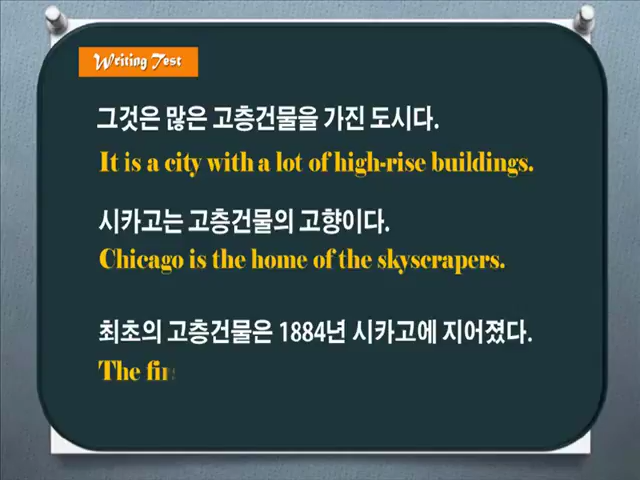 Writing Test
그것은 많은 고층건물을 가진 도시다.
It is a city with a lot of high-rise buildings.
시카고는 고층건물의 고향이다.
Chicago is the home of the skyscrapers.
최초의 고층건물은 1884년 시카고에 지어졌다.
The firs